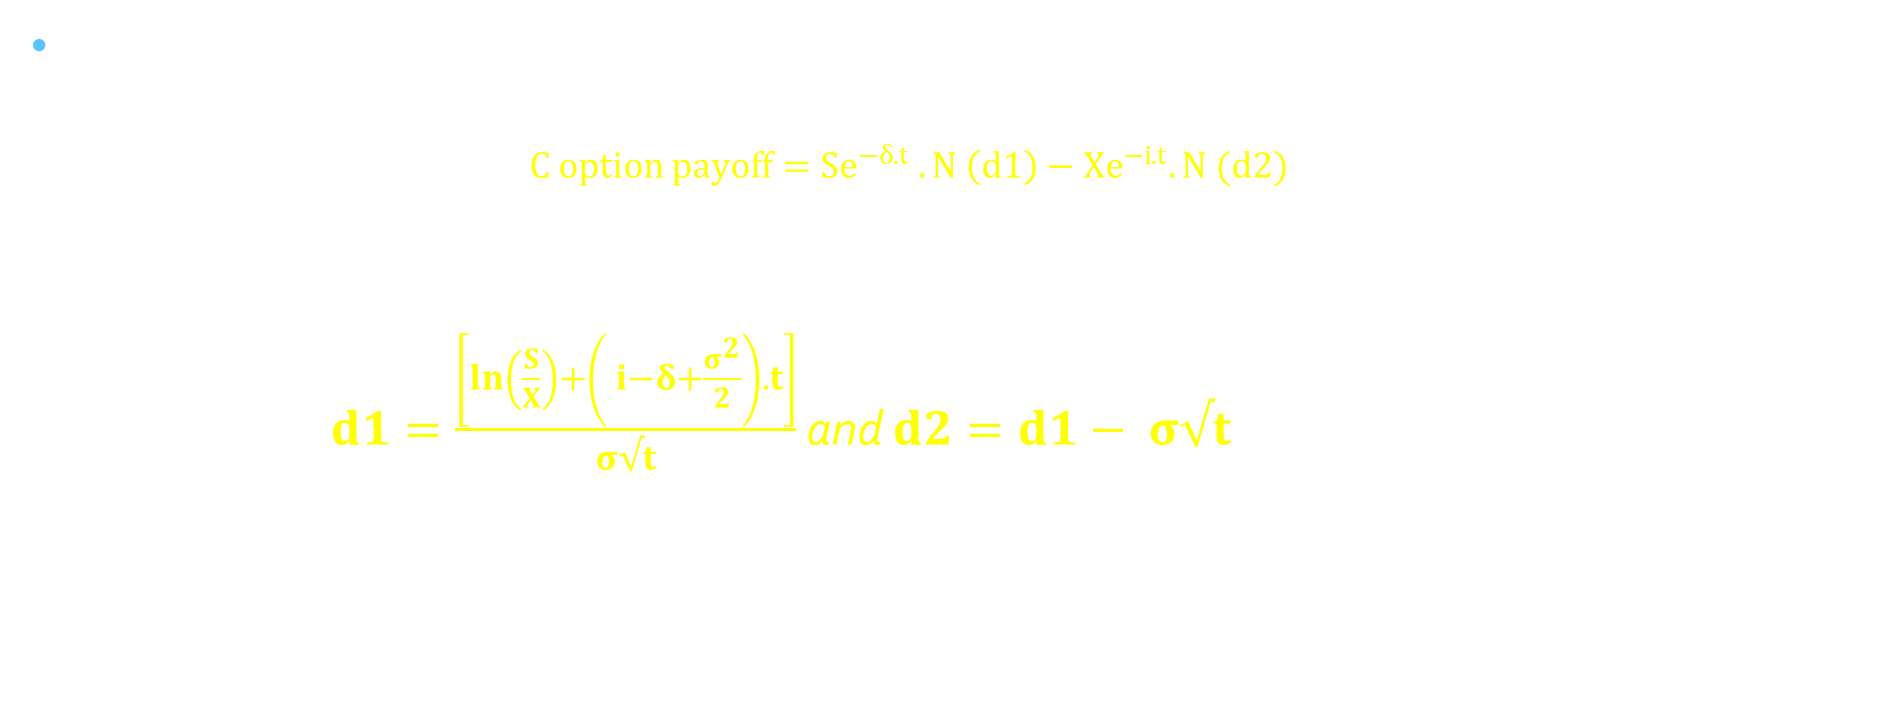 •
C option payoff = Se^{−δ.t} . N (d1) − Xe^{−i.t}. N (d2)
d1 = [ln(S/X)+( i−δ+σ²/2).t] / σ√t and d2 = d1 − σ√t